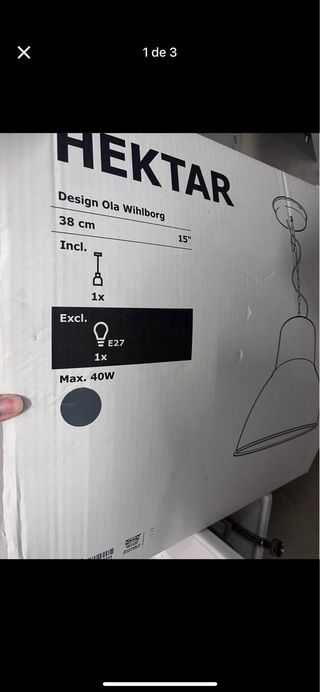 1 de 3
HEKTAR
Design Ola Wihlborg
38 cm
15"
Incl.
1x
Excl.
E27
1x
Max. 40W